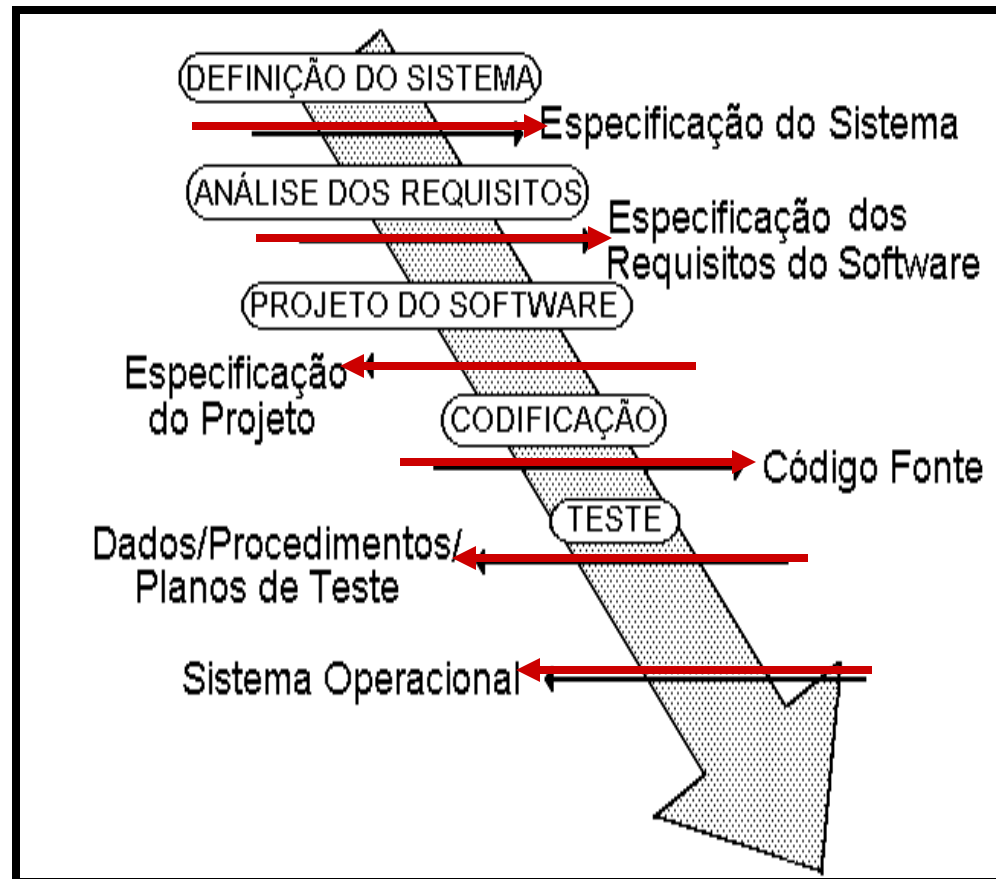 DEFINIÇÃO DO SISTEMA
Especificação do Sistema
ANÁLISE DOS REQUISITOS
Especificação dos
Requisitos do Software
PROJETO DO SOFTWARE
Especificação
do Projeto
CODIFICAÇÃO
Código Fonte
TESTE
Dados/Procedimentos/
Planos de Teste
Sistema Operacional